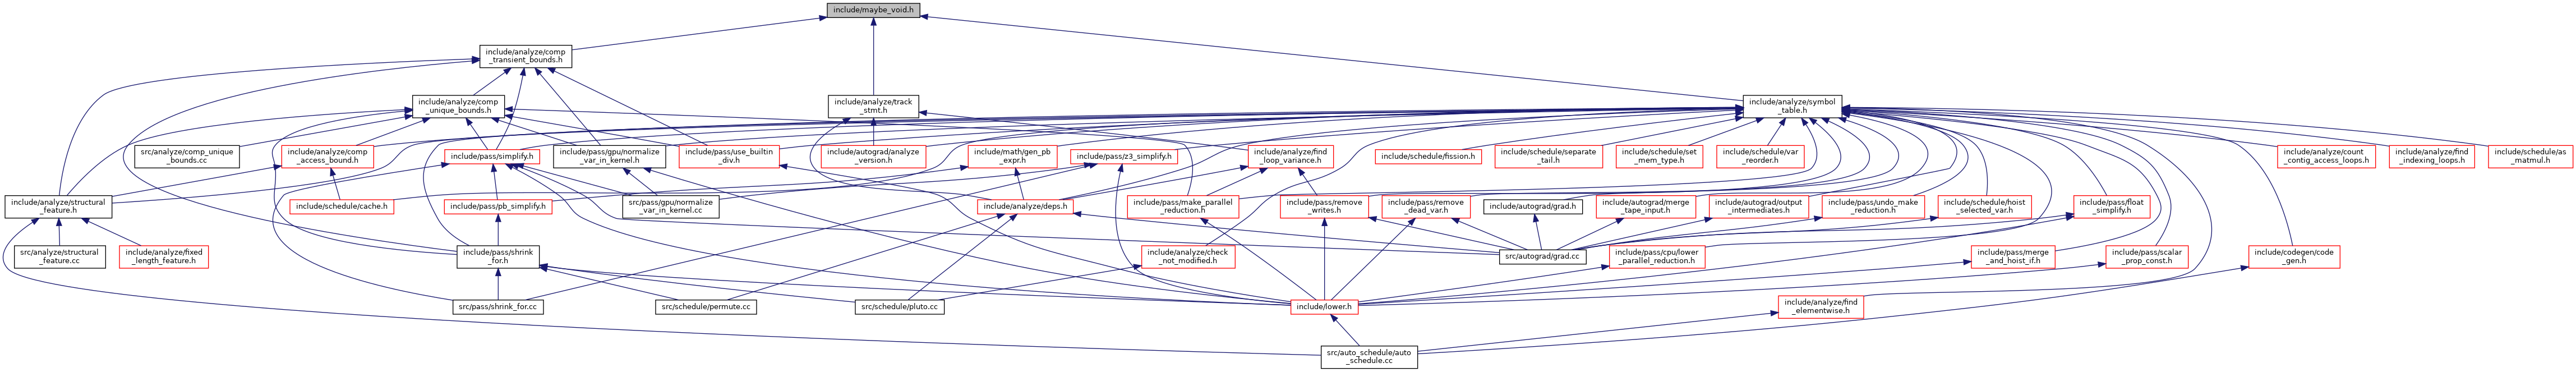 include/maybe_void.h
include/analyze/comp
_transient_bounds.h
include/analyze/comp
_unique_bounds.h
include/analyze/track
_stmt.h
include/analyze/symbol
_table.h
src/analyze/comp_unique
_bounds.cc
include/analyze/comp
_access_bound.h
include/pass/simplify.h
include/pass/gpu/normalize
_var_in_kernel.h
include/pass/use_builtin
_div.h
include/autograd/analyze
_version.h
include/math/gen_pb
_expr.h
include/pass/z3_simplify.h
include/analyze/find
_loop_variance.h
include/schedule/fission.h
include/schedule/separate
_tail.h
include/schedule/set
_mem_type.h
include/schedule/var
_reorder.h
include/analyze/count
_contig_access_loops.h
include/analyze/find
_indexing_loops.h
include/schedule/as
_matmul.h
include/analyze/structural
_feature.h
include/schedule/cache.h
include/pass/pb_simplify.h
src/pass/gpu/normalize
_var_in_kernel.cc
include/analyze/deps.h
include/pass/make_parallel
_reduction.h
include/pass/remove
_writes.h
include/pass/remove
_dead_var.h
include/autograd/grad.h
include/autograd/merge
_tape_input.h
include/autograd/output
_intermediates.h
include/pass/undo_make
_reduction.h
include/schedule/hoist
_selected_var.h
include/pass/float
_simplify.h
src/analyze/structural
_feature.cc
include/analyze/fixed
_length_feature.h
include/pass/shrink
_for.h
include/analyze/check
_not_modified.h
src/autograd/grad.cc
include/pass/cpu/lower
_parallel_reduction.h
include/pass/merge
_and_hoist_if.h
include/pass/scalar
_prop_const.h
include/codegen/code
_gen.h
src/pass/shrink_for.cc
src/schedule/permute.cc
src/schedule/pluto.cc
include/lower.h
include/analyze/find
_elementwise.h
src/auto_schedule/auto
_schedule.cc